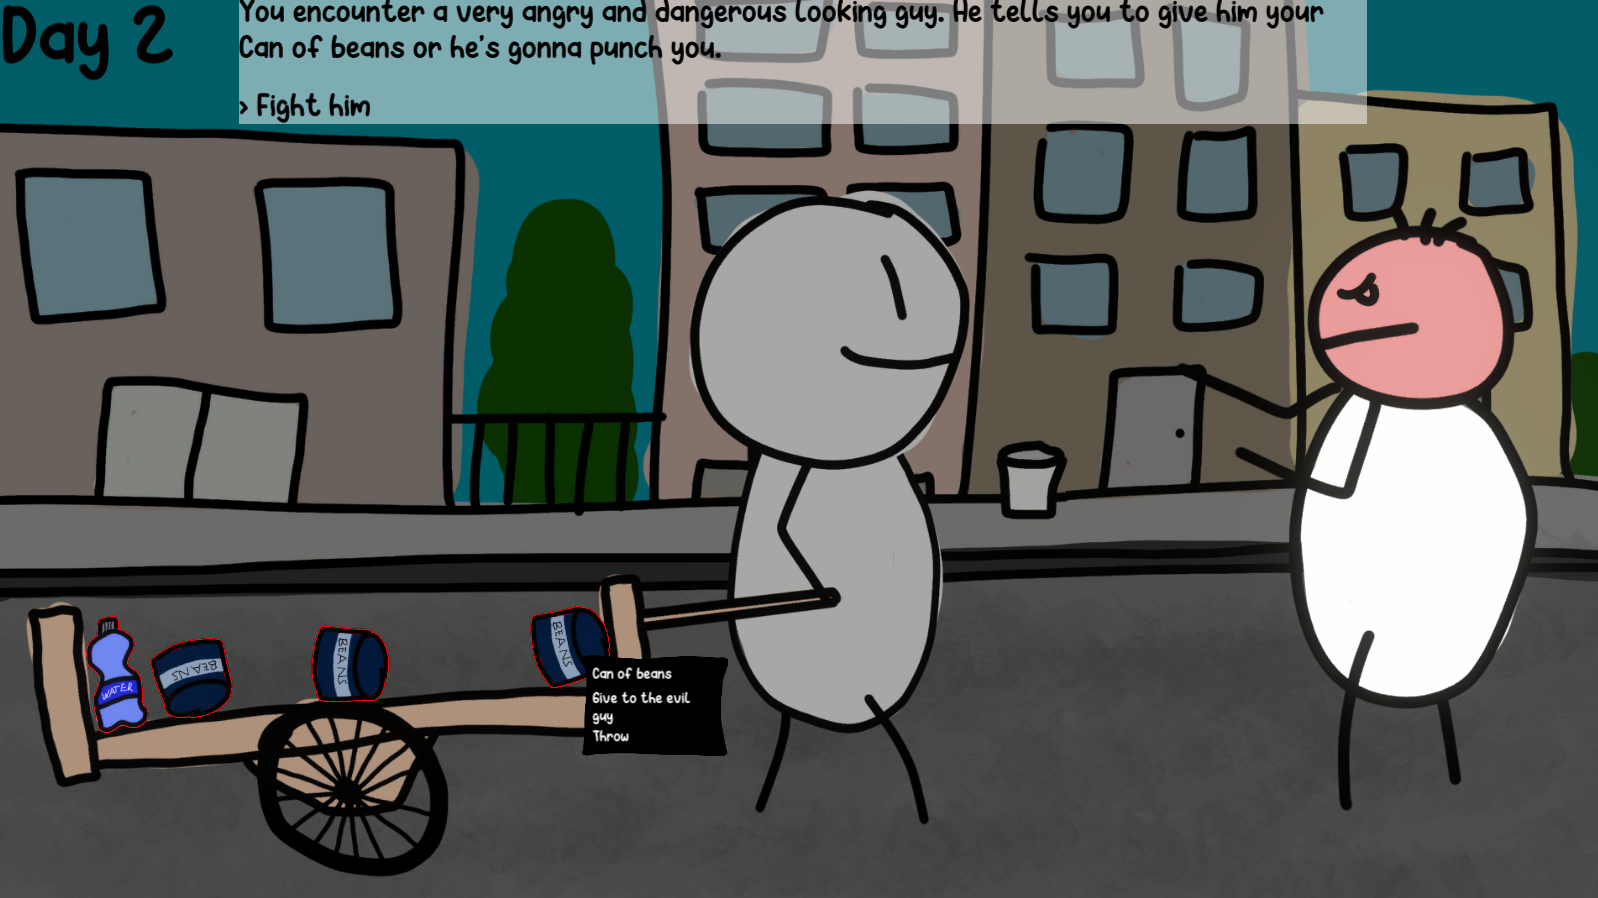 Day 2
You encounter a very angry and dangerous looking guy. He tells you to give him your
Can of beans or he's gonna punch you.
> Fight him
WATER
BEANS
BEANS
BEANS
Can of beans
Give to the evil
guy
Throw